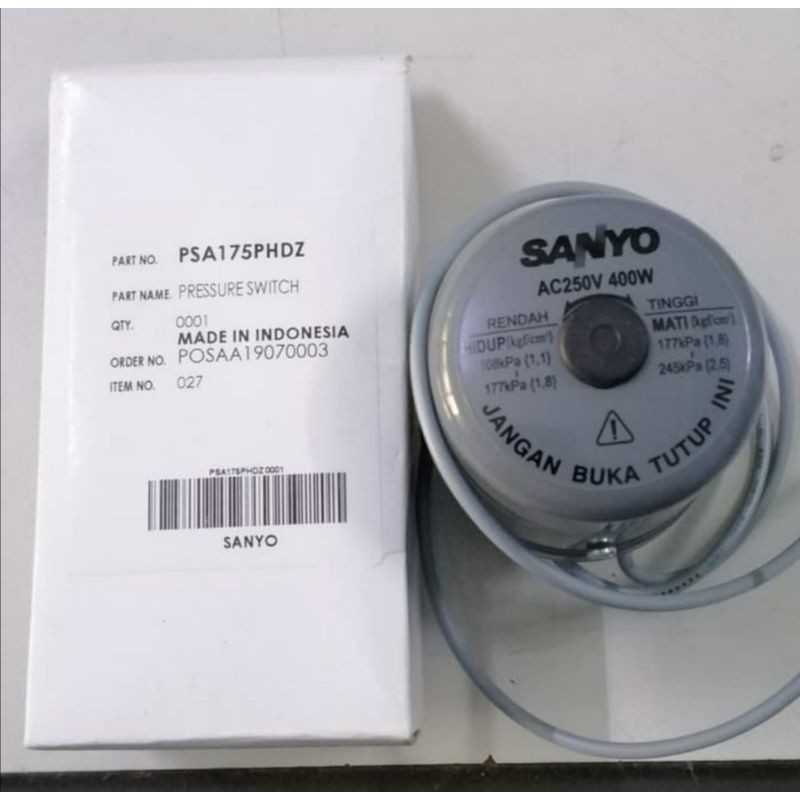 PART NO. PSA175PHDZ
PART NAME. PRESSURE SWITCH
QTY. 0001
MADE IN INDONESIA
ORDER NO. POSAA19070003
ITEM NO. 027
PSA175PHDZ0001
SANYO
SANYO
AC250V 400W
RENDAH
HIDUP (kgf/cm²)
108kPa (1,1)
177kPa (1,8)
TINGGI
MATI (kgf/cm²)
177kPa (1,8)
245kPa (2,5)
JANGAN BUKA TUTUP INI